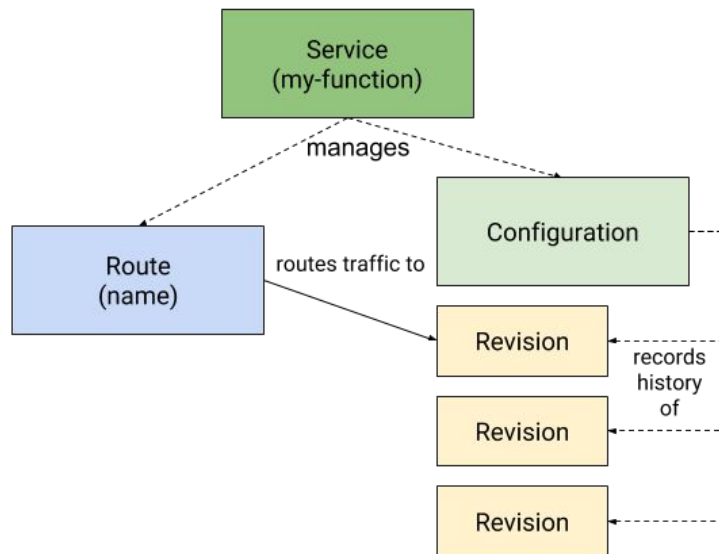 Service
(my-function)
manages
Configuration
Route
(name)
routes traffic to
Revision
records
history
of
Revision
Revision